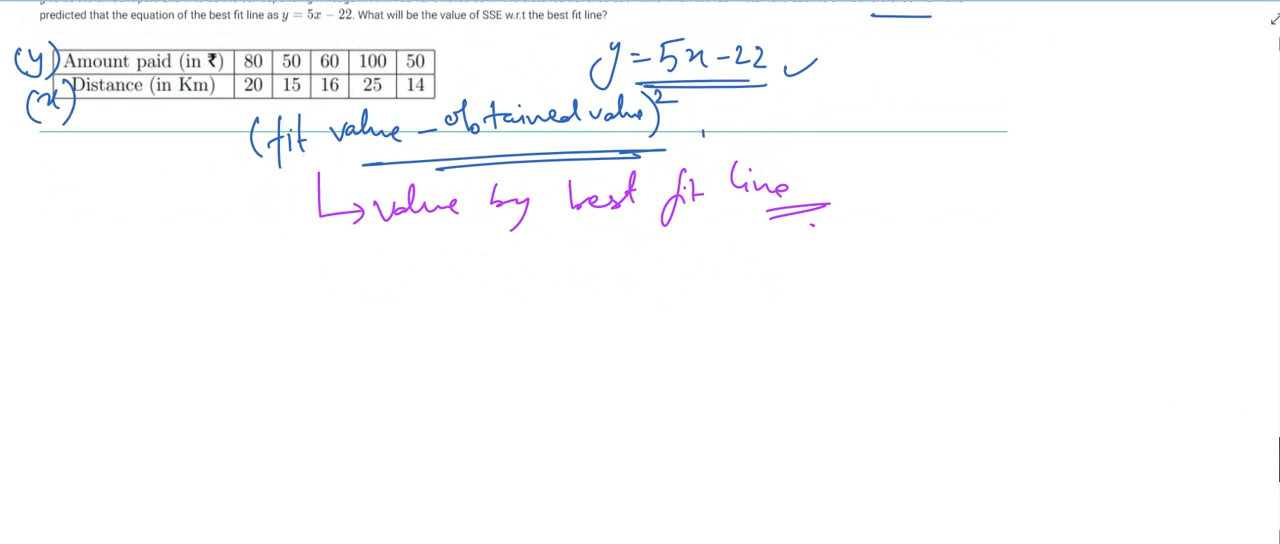 predicted that the equation of the best fit line as y = 5x − 22. What will be the value of SSE w.r.t the best fit line?
(y) Amount paid (in ₹) 80 50 60 100 50
(x) Distance (in Km) 20 15 16 25 14
y = 5x - 22 ✓
(fit value - obtained value)²
↳ value by best fit line